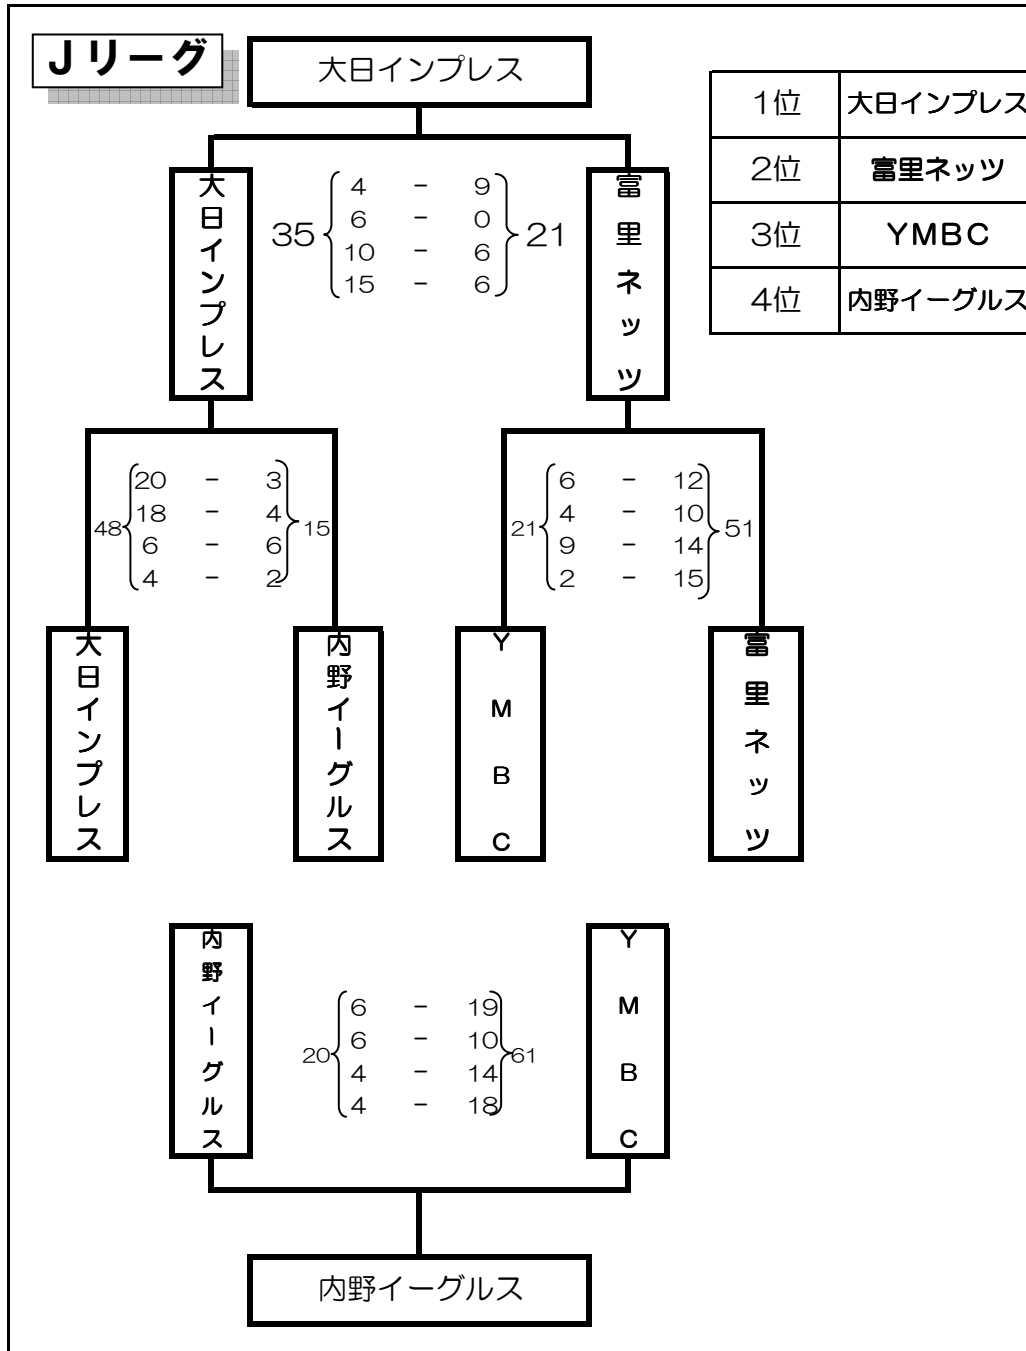 Jリーグ
大日インプレス
1位 大日インプレス
2位 富里ネッツ
3位 YMBC
4位 内野イーグルス
大日インプレス
35
4 - 9
6 - 0
10 - 6
15 - 6
21
富里ネッツ
48
20 - 3
18 - 4
6 - 6
4 - 2
15
21
6 - 12
4 - 10
9 - 14
2 - 15
51
大日インプレス
内野イーグルス
YMBC
富里ネッツ
内野イーグルス
20
6 - 19
6 - 10
4 - 14
4 - 18
61
YMBC
内野イーグルス